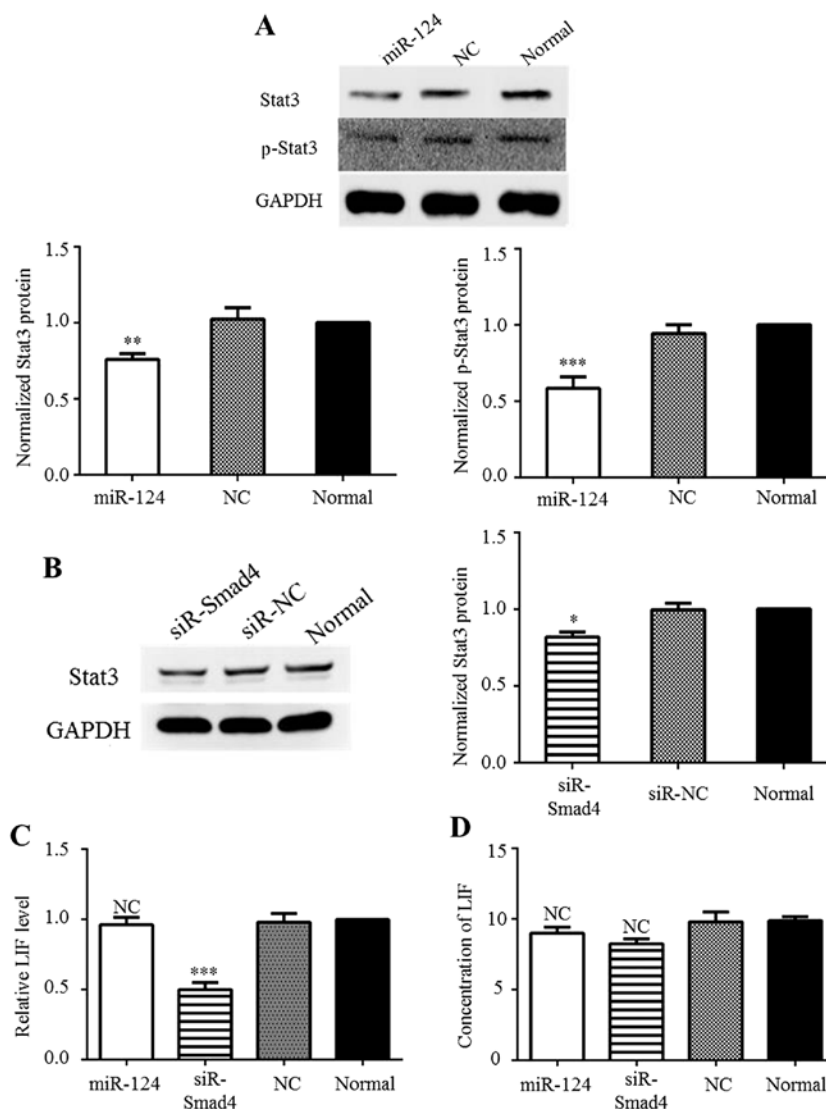 A
miR-124 NC Normal
Stat3
p-Stat3
GAPDH
Normalized Stat3 protein
1.5
1.0
0.5
0.0
**
miR-124 NC Normal
Normalized p-Stat3 protein
1.5
1.0
0.5
0.0
***
miR-124 NC Normal
B
siR-Smad4 siR-NC Normal
Stat3
GAPDH
Normalized Stat3 protein
1.5
1.0
0.5
0.0
*
siR-
Smad4 siR-NC Normal
C
Relative LIF level
1.5
1.0
0.5
0.0
NC
***
miR-124 siR-
Smad4 NC Normal
D
Concentration of LIF
15
10
5
0
NC
NC
miR-124 siR-
Smad4 NC Normal